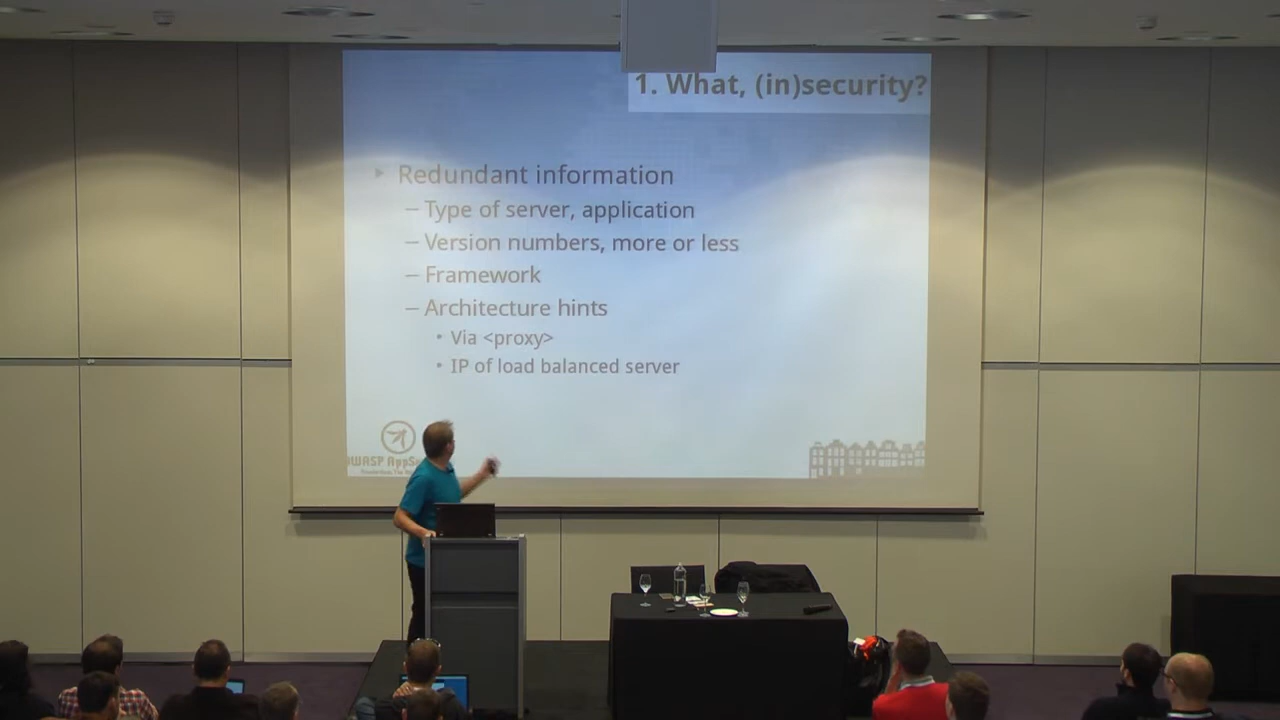 1. What, (in)security?
Redundant information
– Type of server, application
– Version numbers, more or less
– Framework
– Architecture hints
• Via <proxy>
• IP of load balanced server